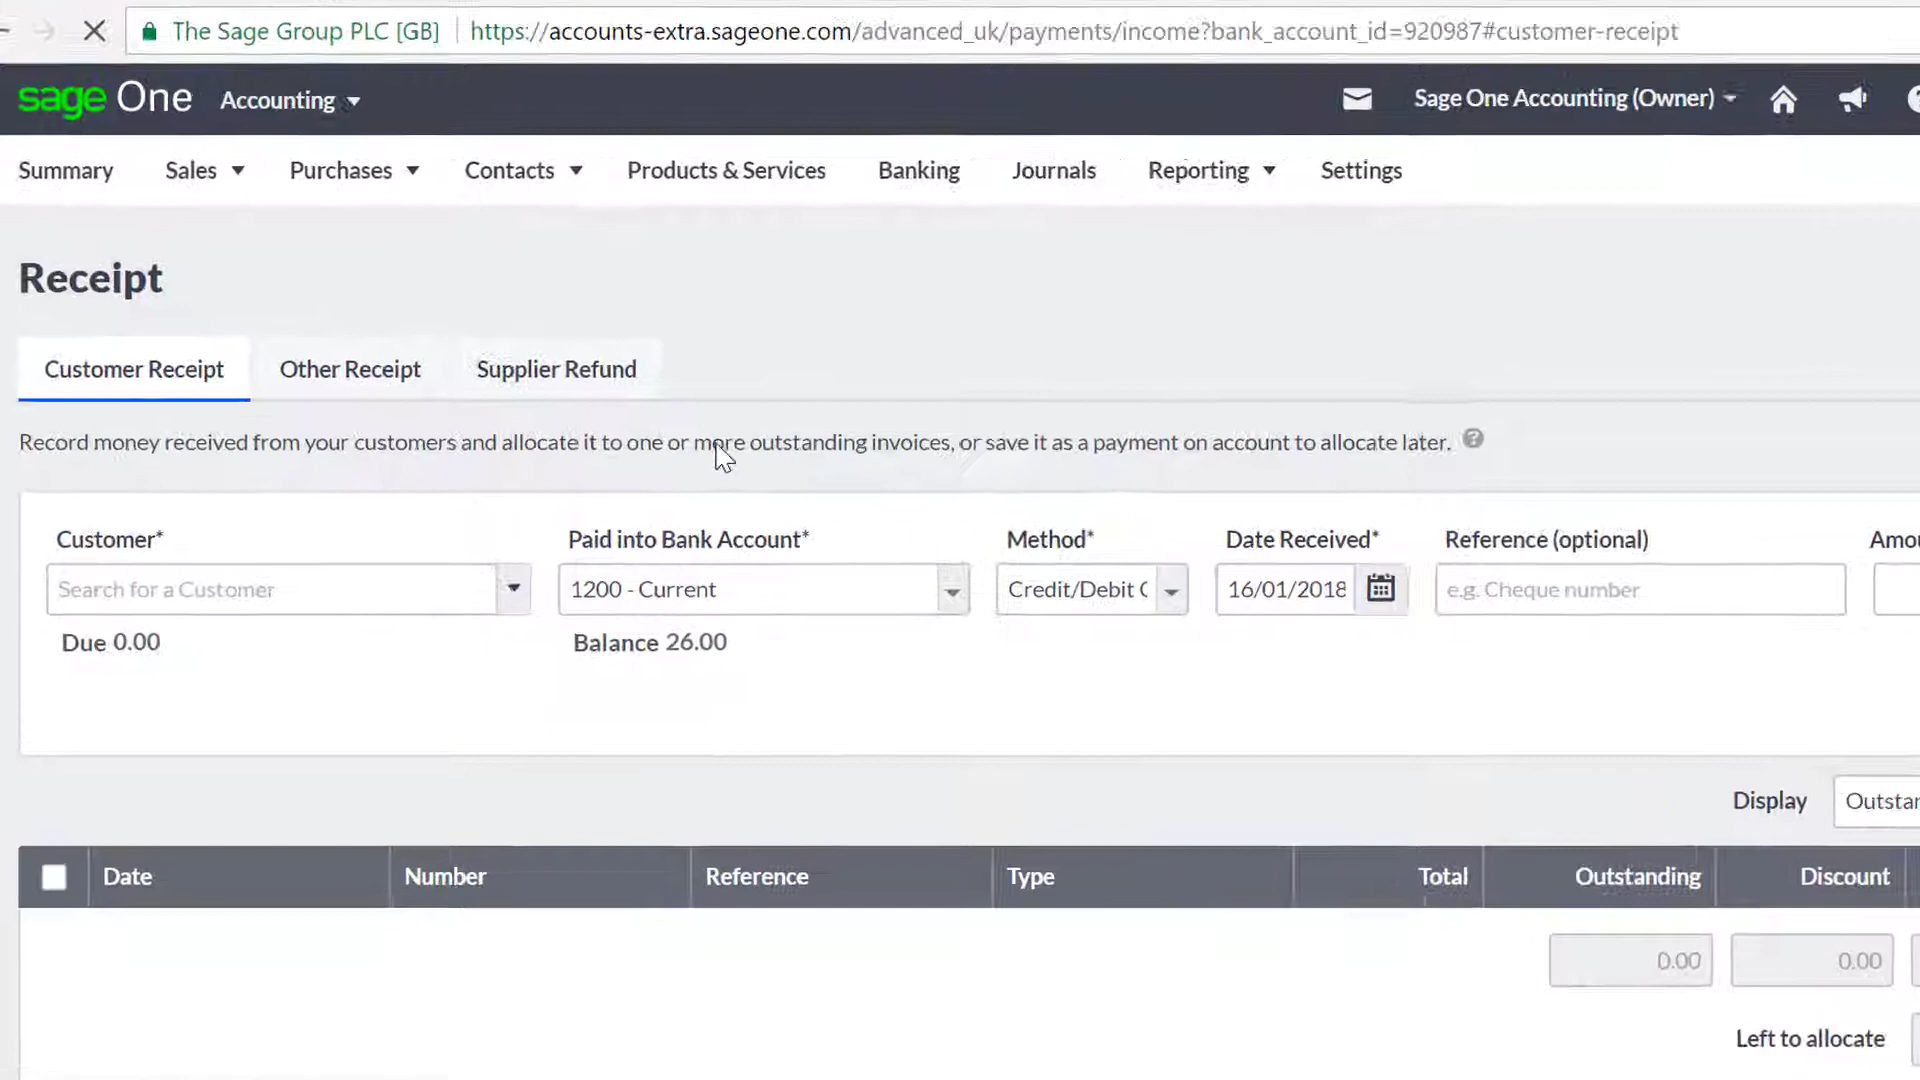 The Sage Group PLC [GB] https://accounts-extra.sageone.com/advanced_uk/payments/income?bank_account_id=920987#customer-receipt
sage One Accounting Sage One Accounting (Owner)
Summary Sales Purchases Contacts Products & Services Banking Journals Reporting Settings
Receipt
Customer Receipt Other Receipt Supplier Refund
Record money received from your customers and allocate it to one or more outstanding invoices, or save it as a payment on account to allocate later. ?
Customer* Paid into Bank Account* Method* Date Received* Reference (optional) Amou
Search for a Customer 1200 - Current Credit/Debit C 16/01/2018 e.g. Cheque number
Due 0.00 Balance 26.00
Display Outstan
Date Number Reference Type Total Outstanding Discount
0.00 0.00
Left to allocate